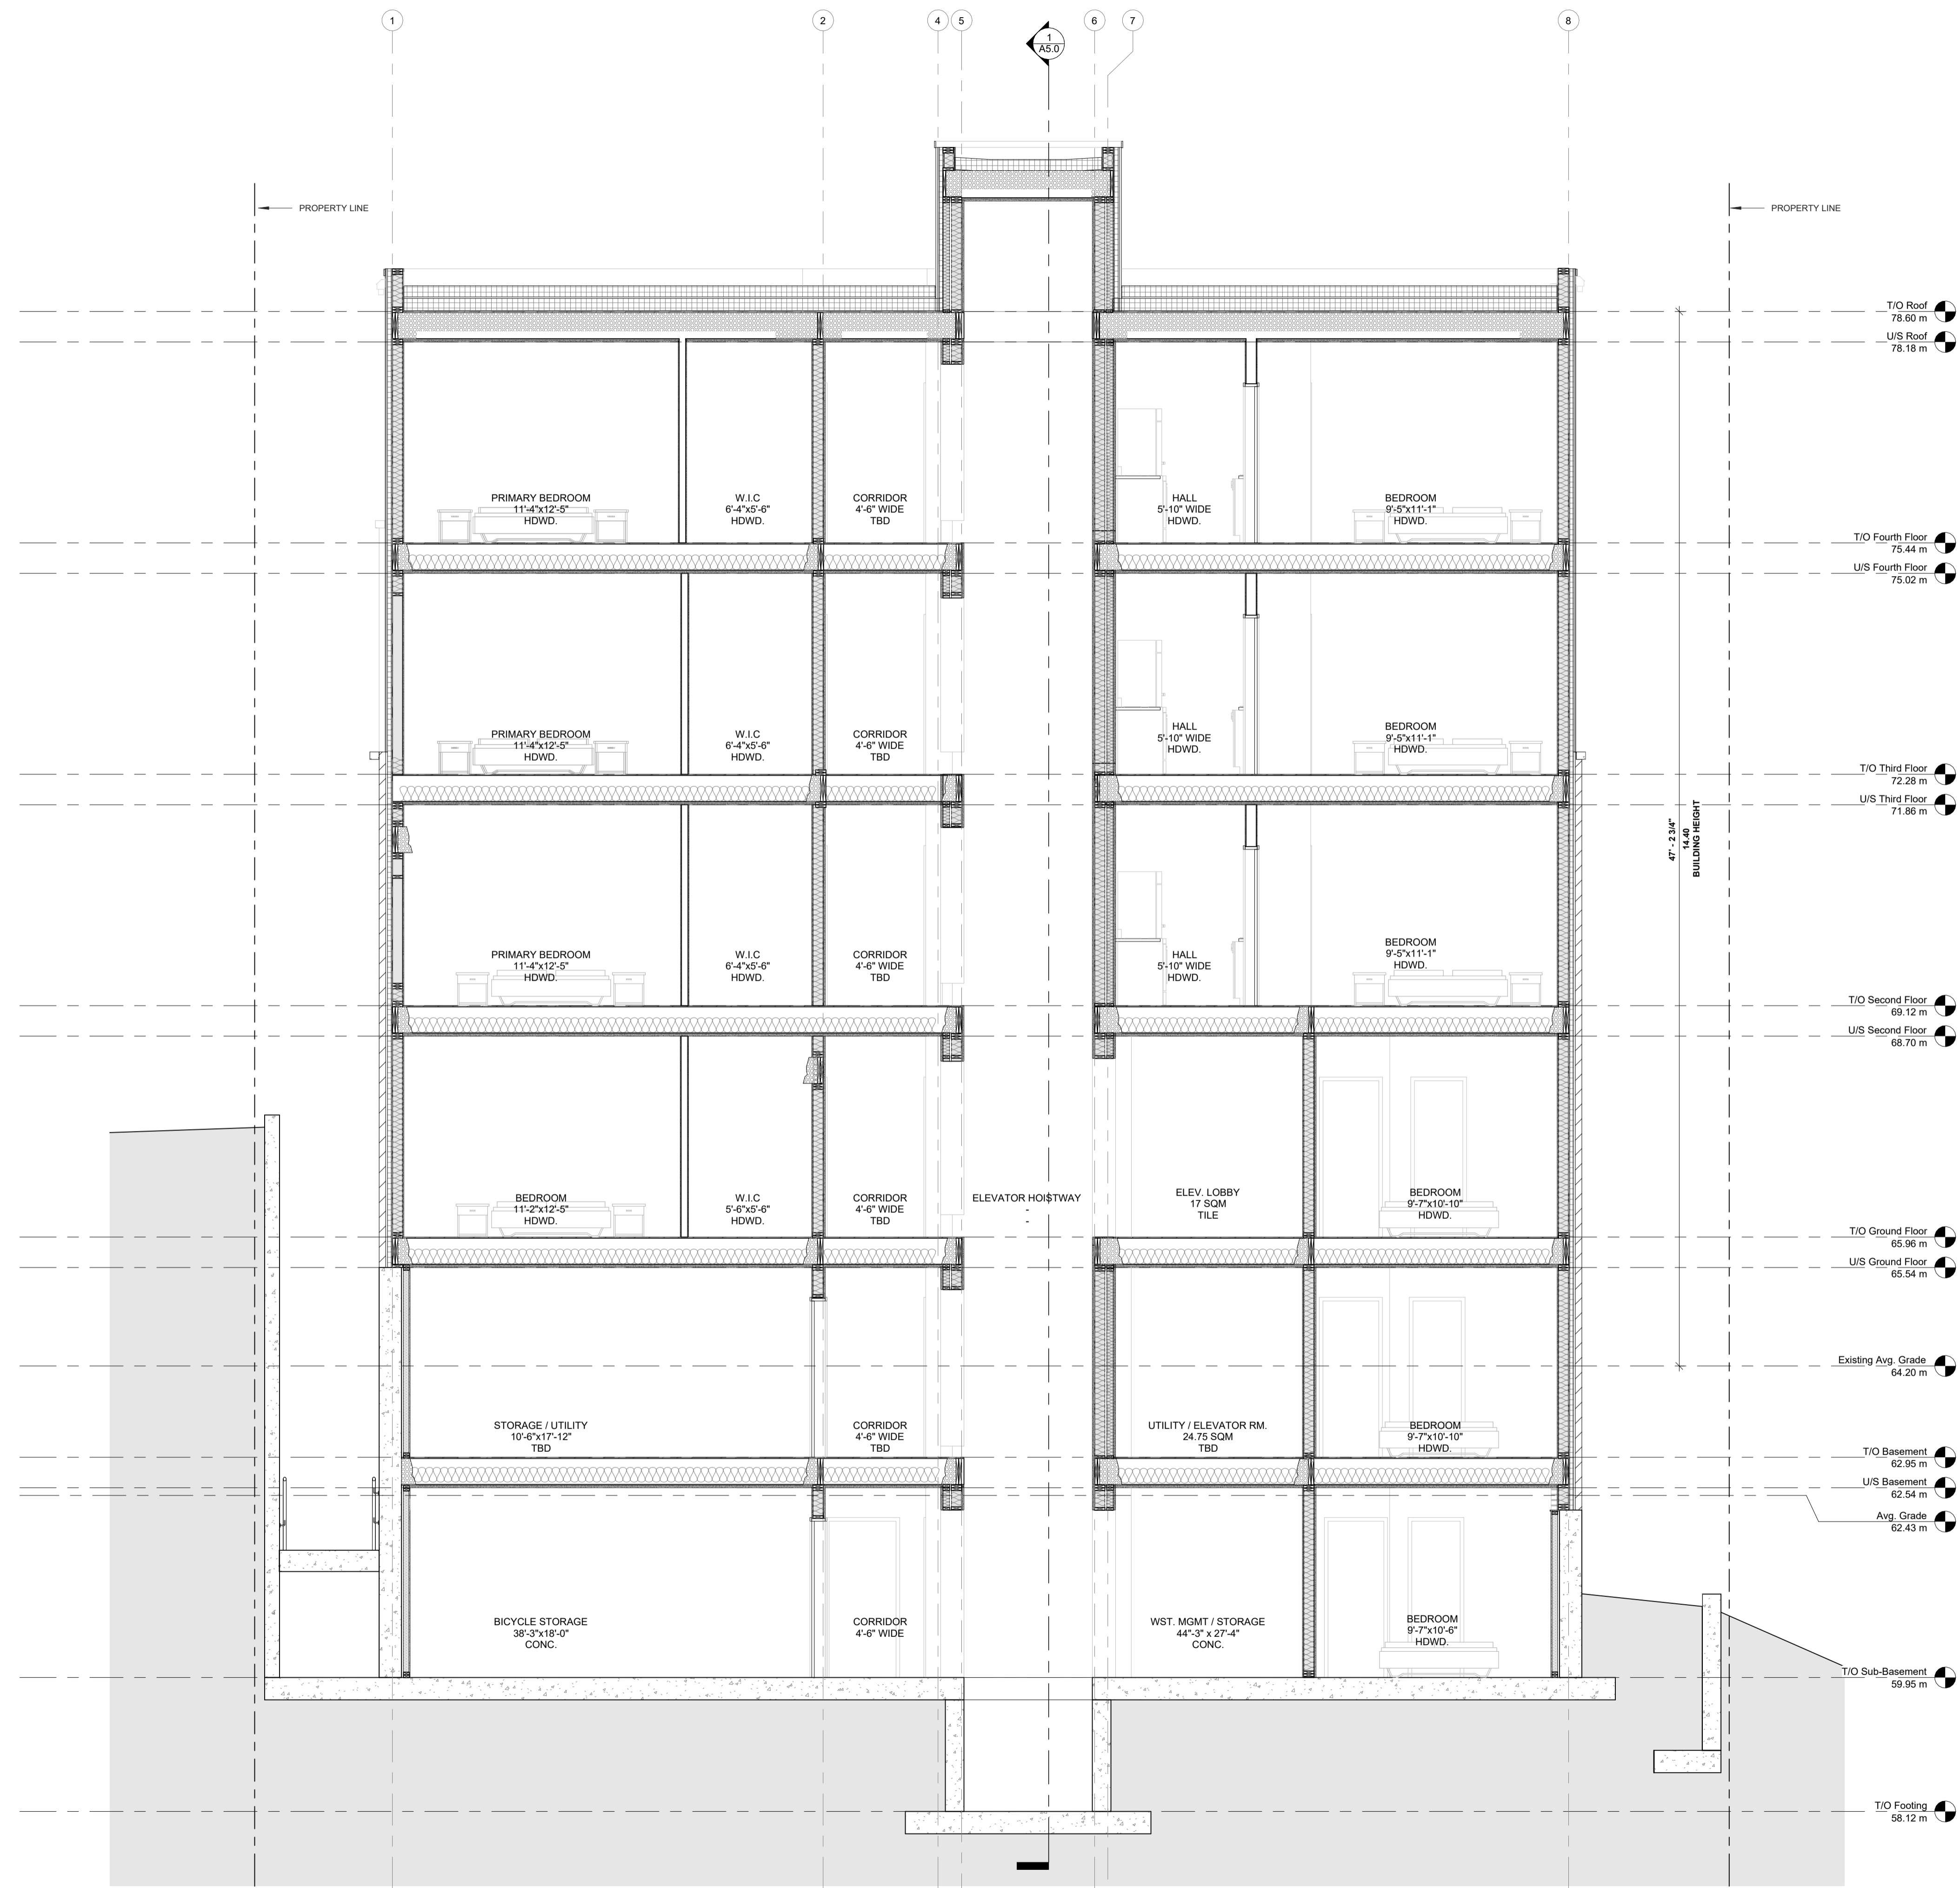 1
2
4
5
6
7
8
1
A5.0
PROPERTY LINE
PROPERTY LINE
T/O Roof
78.60 m
U/S Roof
78.18 m
PRIMARY BEDROOM
11'-4"x12'-5"
HDWD.
W.I.C
6'-4"x5'-6"
HDWD.
CORRIDOR
4'-6" WIDE
TBD
HALL
5'-10" WIDE
HDWD.
BEDROOM
9'-5"x11'-1"
HDWD.
T/O Fourth Floor
75.44 m
U/S Fourth Floor
75.02 m
PRIMARY BEDROOM
11'-4"x12'-5"
HDWD.
W.I.C
6'-4"x5'-6"
HDWD.
CORRIDOR
4'-6" WIDE
TBD
HALL
5'-10" WIDE
HDWD.
BEDROOM
9'-5"x11'-1"
HDWD.
T/O Third Floor
72.28 m
U/S Third Floor
71.86 m
47' - 2 3/4"
14.40
BUILDING HEIGHT
PRIMARY BEDROOM
11'-4"x12'-5"
HDWD.
W.I.C
6'-4"x5'-6"
HDWD.
CORRIDOR
4'-6" WIDE
TBD
HALL
5'-10" WIDE
HDWD.
BEDROOM
9'-5"x11'-1"
HDWD.
T/O Second Floor
69.12 m
U/S Second Floor
68.70 m
BEDROOM
11'-2"x12'-5"
HDWD.
W.I.C
5'-6"x5'-6"
HDWD.
CORRIDOR
4'-6" WIDE
TBD
ELEVATOR HOISTWAY
-
-
ELEV. LOBBY
17 SQM
TILE
BEDROOM
9'-7"x10'-10"
HDWD.
T/O Ground Floor
65.96 m
U/S Ground Floor
65.54 m
Existing Avg. Grade
64.20 m
STORAGE / UTILITY
10'-6"x17'-12"
TBD
CORRIDOR
4'-6" WIDE
TBD
UTILITY / ELEVATOR RM.
24.75 SQM
TBD
BEDROOM
9'-7"x10'-10"
HDWD.
T/O Basement
62.95 m
U/S Basement
62.54 m
Avg. Grade
62.43 m
BICYCLE STORAGE
38'-3"x18'-0"
CONC.
CORRIDOR
4'-6" WIDE
WST. MGMT / STORAGE
44"-3" x 27'-4"
CONC.
BEDROOM
9'-7"x10'-6"
HDWD.
T/O Sub-Basement
59.95 m
T/O Footing
58.12 m